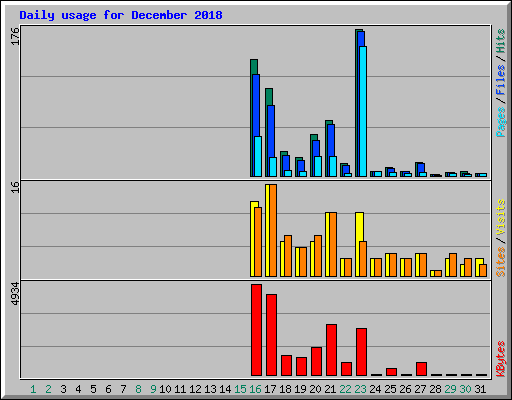 Daily usage for December 2018
176
Pages / Files / Hits
16
Sites / Visits
4934
KBytes
1 2 3 4 5 6 7 8 9 10 11 12 13 14 15 16 17 18 19 20 21 22 23 24 25 26 27 28 29 30 31